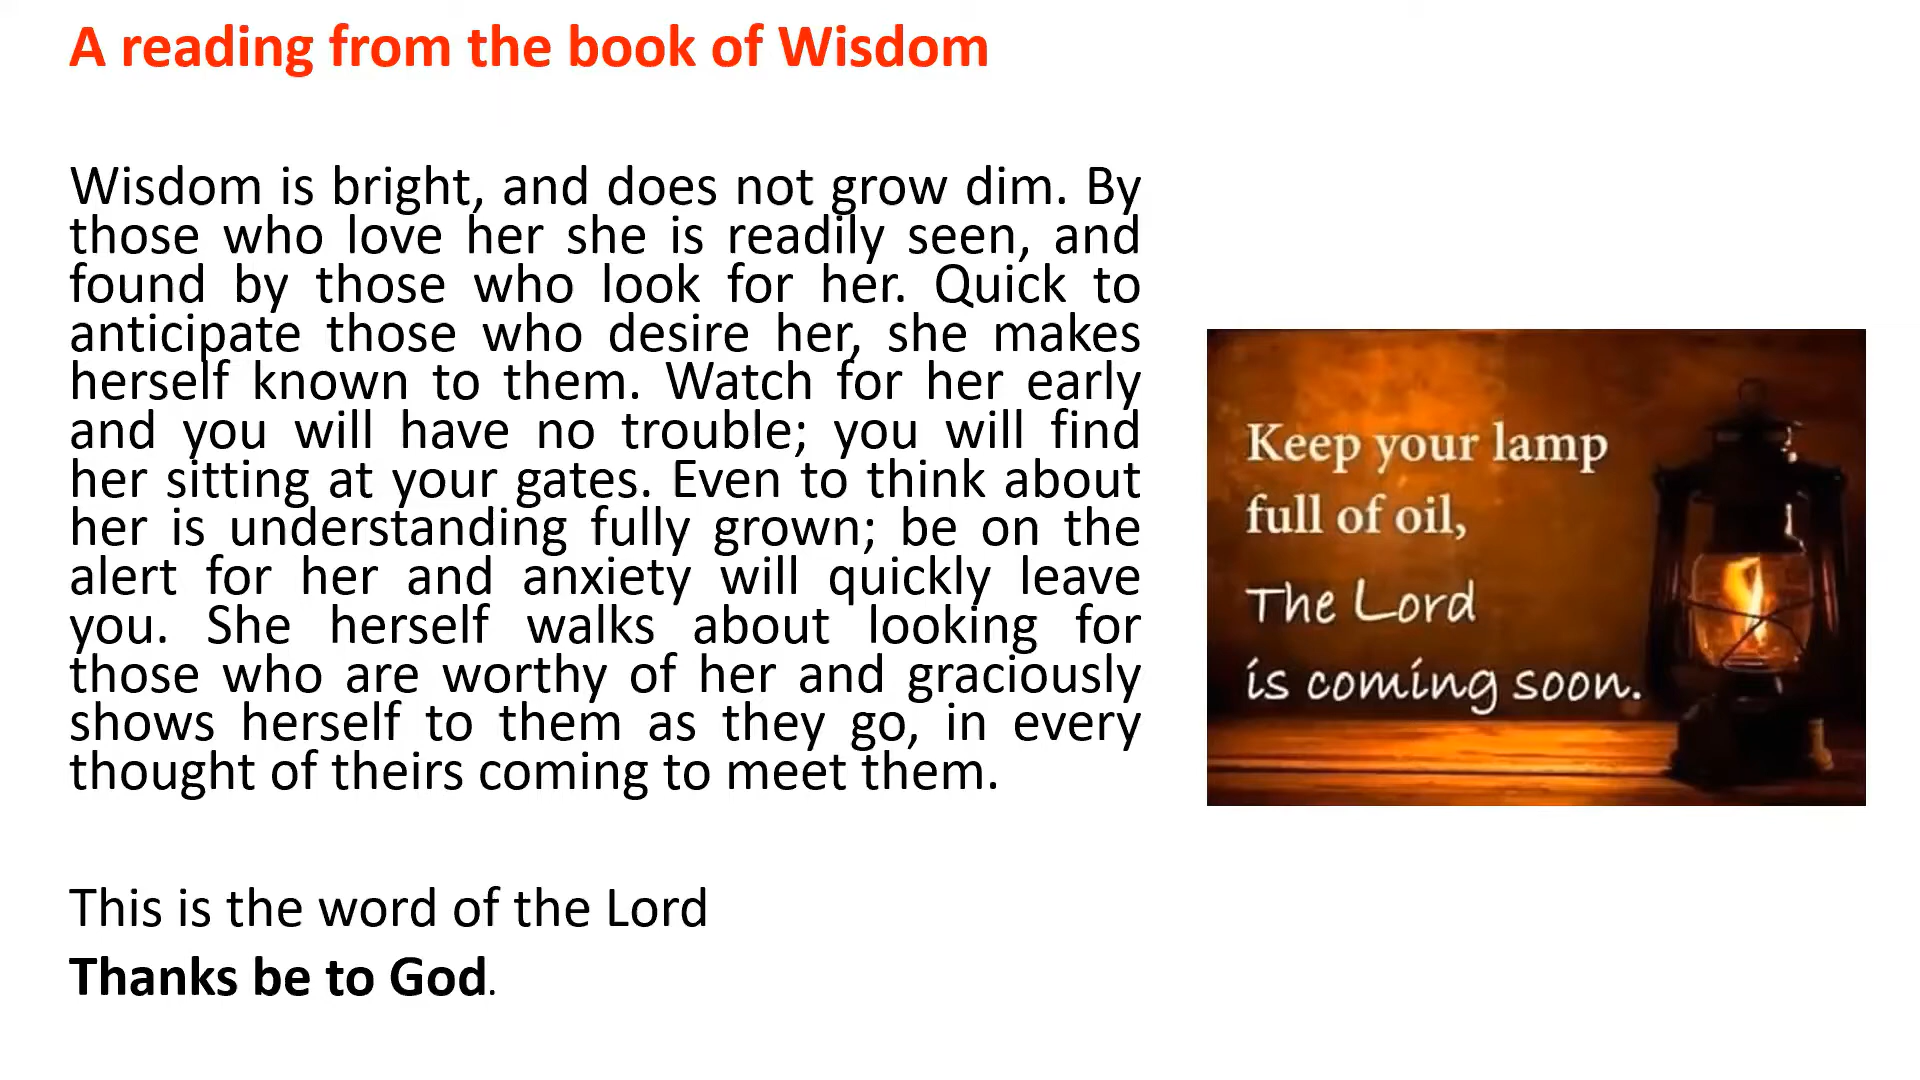 A reading from the book of Wisdom
Wisdom is bright, and does not grow dim. By
those who love her she is readily seen, and
found by those who look for her. Quick to
anticipate those who desire her, she makes
herself known to them. Watch for her early
and you will have no trouble; you will find
her sitting at your gates. Even to think about
her is understanding fully grown; be on the
alert for her and anxiety will quickly leave
you. She herself walks about looking for
those who are worthy of her and graciously
shows herself to them as they go, in every
thought of theirs coming to meet them.
This is the word of the Lord
Thanks be to God.
Keep your lamp
full of oil,
The Lord
is coming soon.